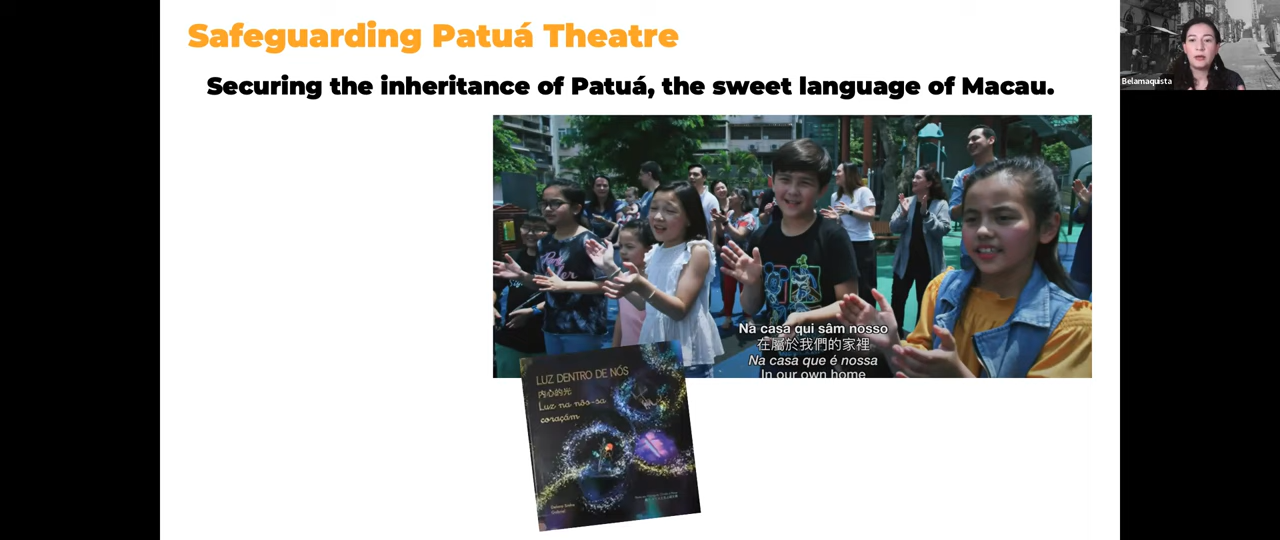 Safeguarding Patuá Theatre
Securing the inheritance of Patuá, the sweet language of Macau.
Belamaquista
Na casa qui sâm nosso
在屬於我們的家裡
Na casa que é nossa
In our own home
LUZ DENTRO DE NÓS
內心的光
Luz na nôs-sa
coraçám